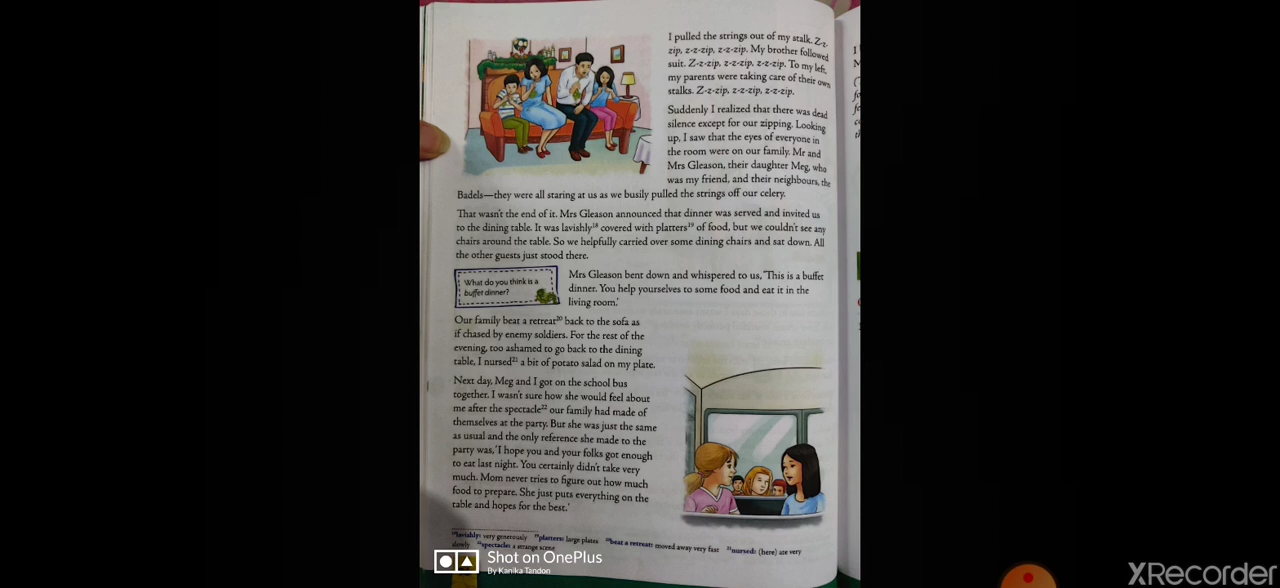 I pulled the strings out of my stalk. Z-z-
zip, z-z-zip, z-z-zip. My brother followed
suit. Z-z-zip, z-z-zip, z-z-zip. To my left,
my parents were taking care of their own
stalks. Z-z-zip, z-z-zip, z-z-zip.
Suddenly I realized that there was dead
silence except for our zipping. Looking
up, I saw that the eyes of everyone in
the room were on our family. Mr and
Mrs Gleason, their daughter Meg, who
was my friend, and their neighbours, the
Badels—they were all staring at us as we busily pulled the strings off our celery.
That wasn't the end of it. Mrs Gleason announced that dinner was served and invited us
to the dining table. It was lavishly¹⁸ covered with platters¹⁹ of food, but we couldn't see any
chairs around the table. So we helpfully carried over some dining chairs and sat down. All
the other guests just stood there.
What do you think is a
buffet dinner?
Mrs Gleason bent down and whispered to us, 'This is a buffet
dinner. You help yourselves to some food and eat it in the
living room.'
Our family beat a retreat²⁰ back to the sofa as
if chased by enemy soldiers. For the rest of the
evening, too ashamed to go back to the dining
table, I nursed²¹ a bit of potato salad on my plate.
Next day, Meg and I got on the school bus
together. I wasn't sure how she would feel about
me after the spectacle²² our family had made of
themselves at the party. But she was just the same
as usual and the only reference she made to the
party was, 'I hope you and your folks got enough
to eat last night. You certainly didn't take very
much. Mom never tries to figure out how much
food to prepare. She just puts everything on the
table and hopes for the best.'
¹⁸lavishly: very generously ¹⁹platters: large plates ²⁰beat a retreat: moved away very fast ²¹nursed: (here) ate very
slowly ²²spectacle: a strange scene
Shot on OnePlus
By Kanika Tandon
XRecorder